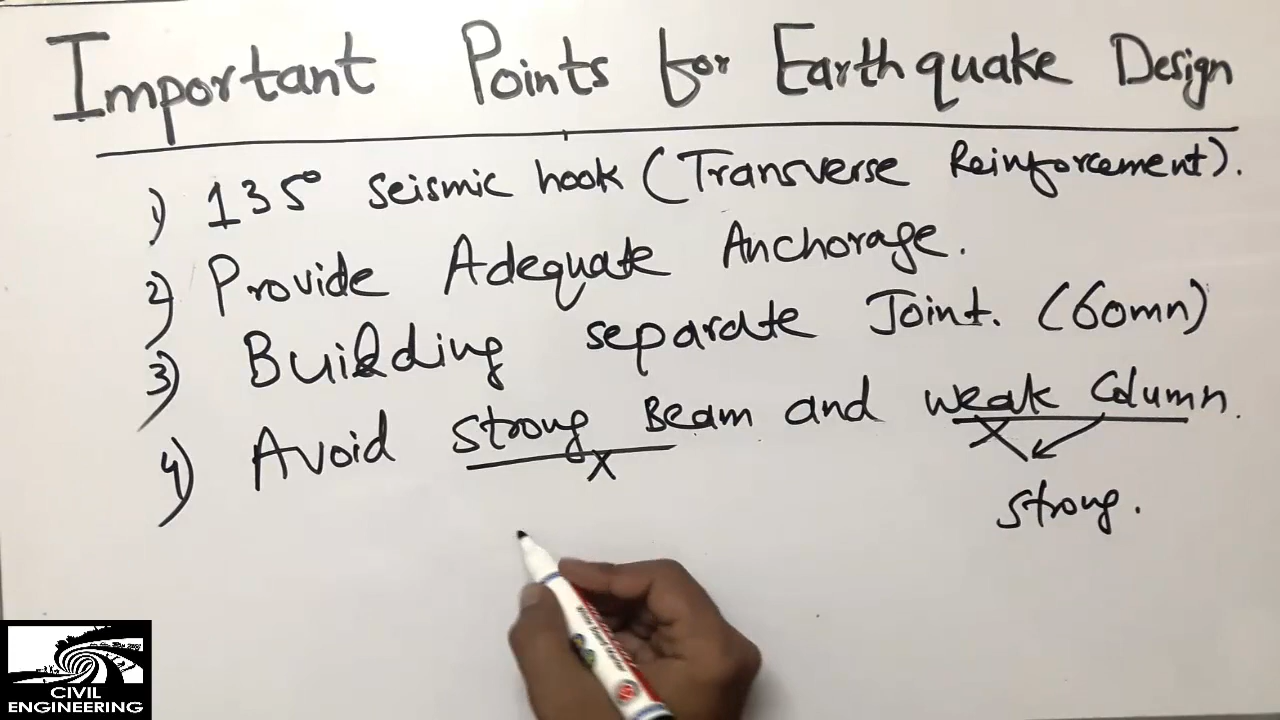 Important Points for Earthquake Design
1) 135° seismic hook (Transverse Reinforcement).
2) Provide Adequate Anchorage.
3) Building separate Joint. (60mn)
4) Avoid strong Beam and weak Column.
X
strong.
CIVIL
ENGINEERING